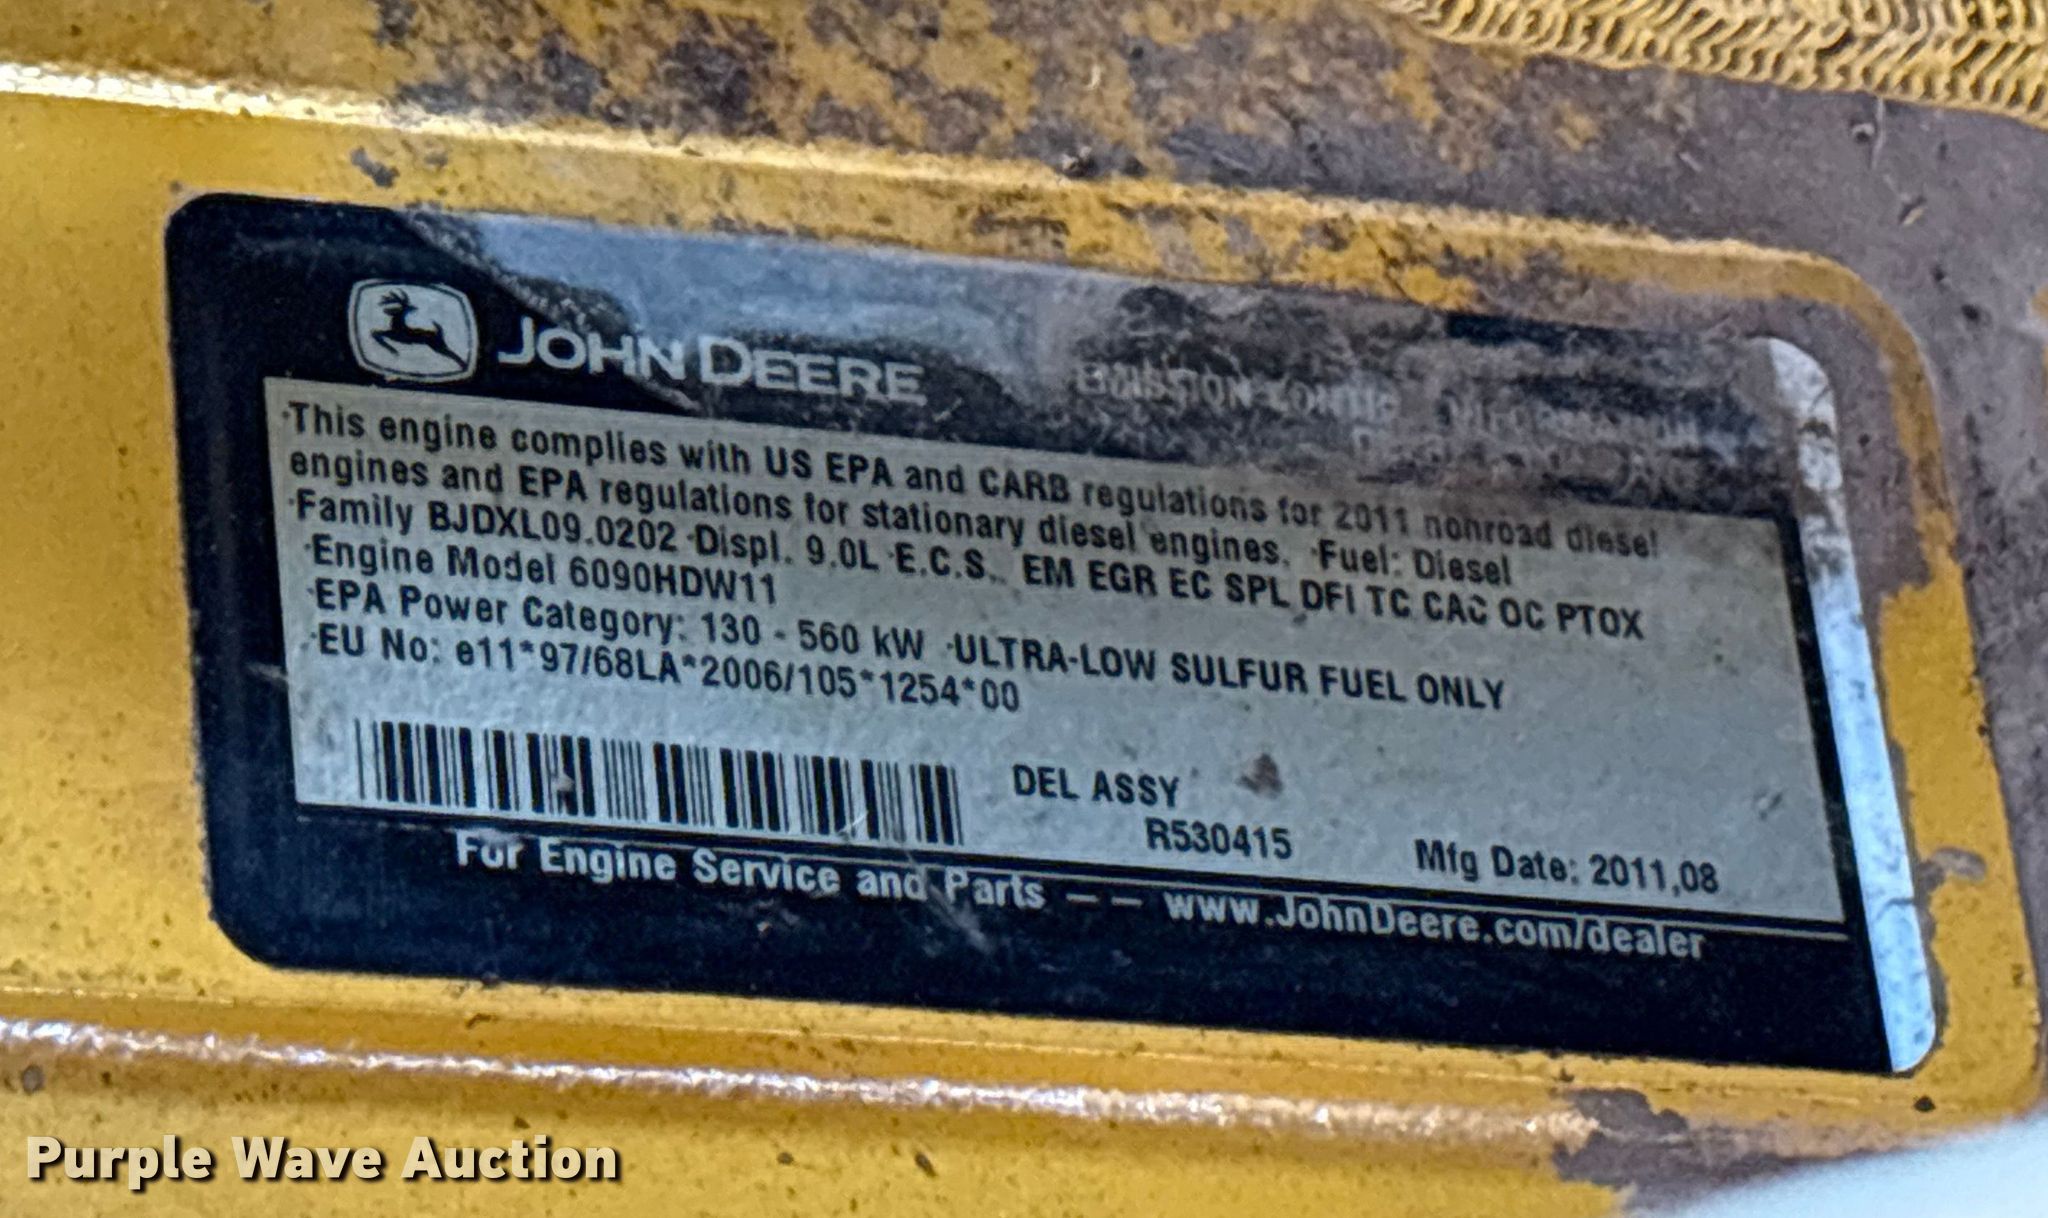 JOHN DEERE
EMISSION CONTROL INFORMATION
·This engine complies with US EPA and CARB regulations for 2011 nonroad diesel
engines and EPA regulations for stationary diesel engines. ·Fuel: Diesel
·Family BJDXL09.0202 ·Displ. 9.0L ·E.C.S. EM EGR EC SPL DFI TC CAC OC PTOX
·Engine Model 6090HDW11
·EPA Power Category: 130 - 560 kW ·ULTRA-LOW SULFUR FUEL ONLY
·EU No: e11*97/68LA*2006/105*1254*00
DEL ASSY
R530415
Mfg Date: 2011,08
For Engine Service and Parts -- www.JohnDeere.com/dealer
Purple Wave Auction